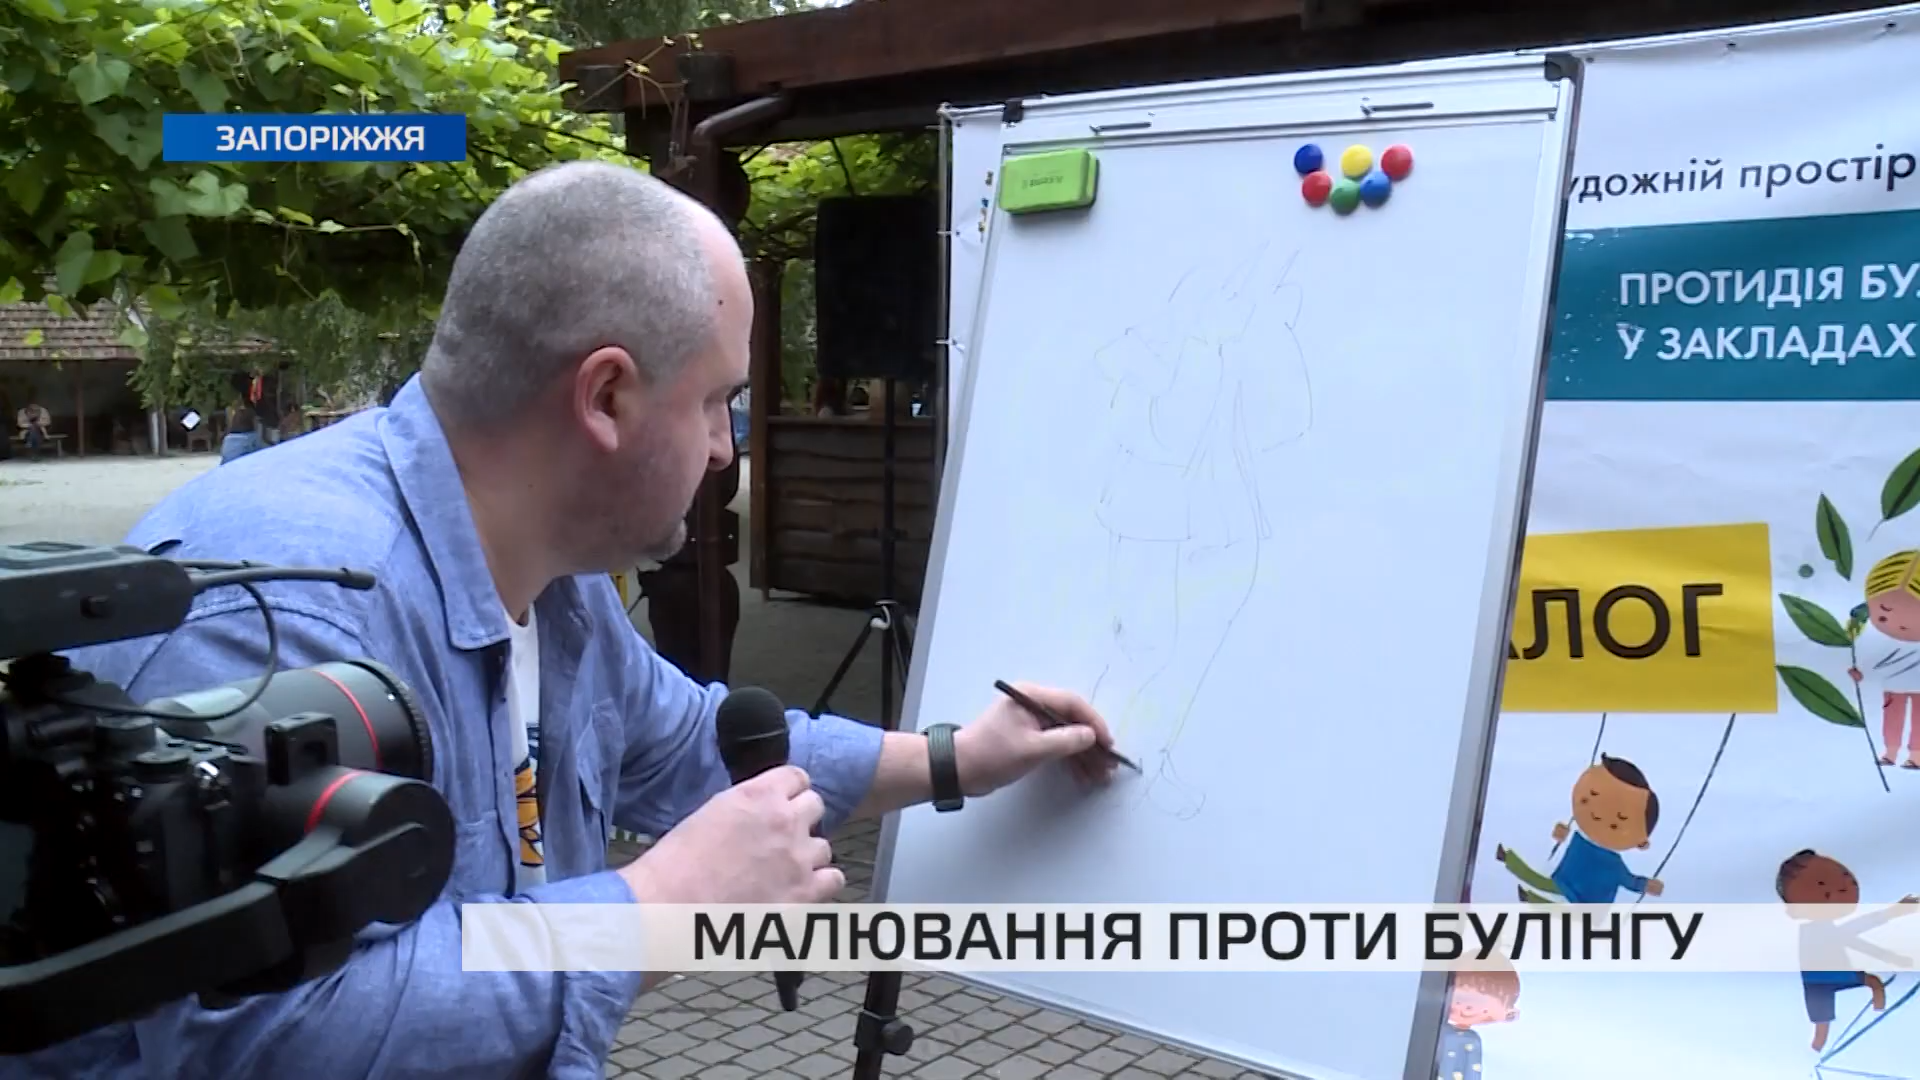 ЗАПОРІЖЖЯ
удожній простір
ПРОТИДІЯ БУ
У ЗАКЛАДАХ
ЛОГ
МАЛЮВАННЯ ПРОТИ БУЛІНГУ